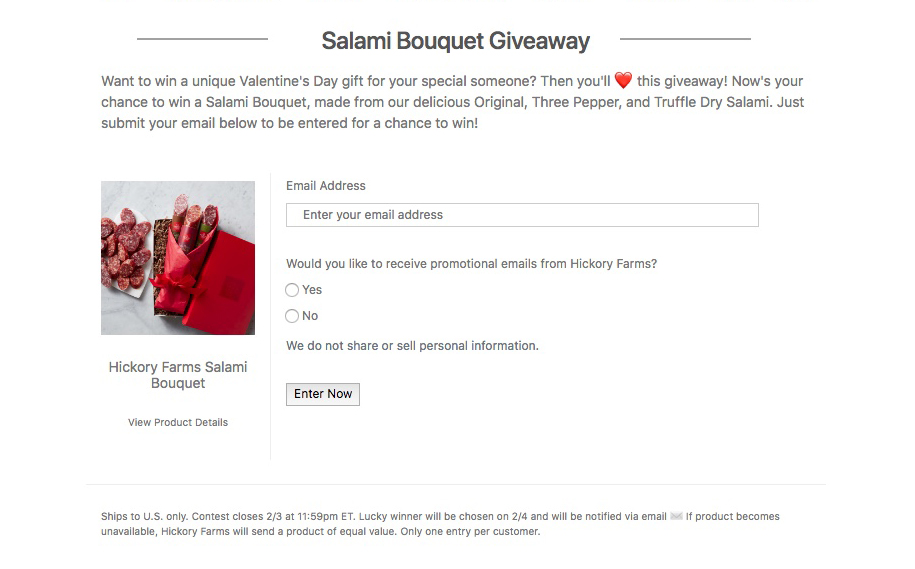 Salami Bouquet Giveaway
Want to win a unique Valentine's Day gift for your special someone? Then you'll ❤️ this giveaway! Now's your
chance to win a Salami Bouquet, made from our delicious Original, Three Pepper, and Truffle Dry Salami. Just
submit your email below to be entered for a chance to win!
Email Address
Enter your email address
Would you like to receive promotional emails from Hickory Farms?
Yes
No
We do not share or sell personal information.
Enter Now
Hickory Farms Salami
Bouquet
View Product Details
Ships to U.S. only. Contest closes 2/3 at 11:59pm ET. Lucky winner will be chosen on 2/4 and will be notified via email ✉️ If product becomes
unavailable, Hickory Farms will send a product of equal value. Only one entry per customer.